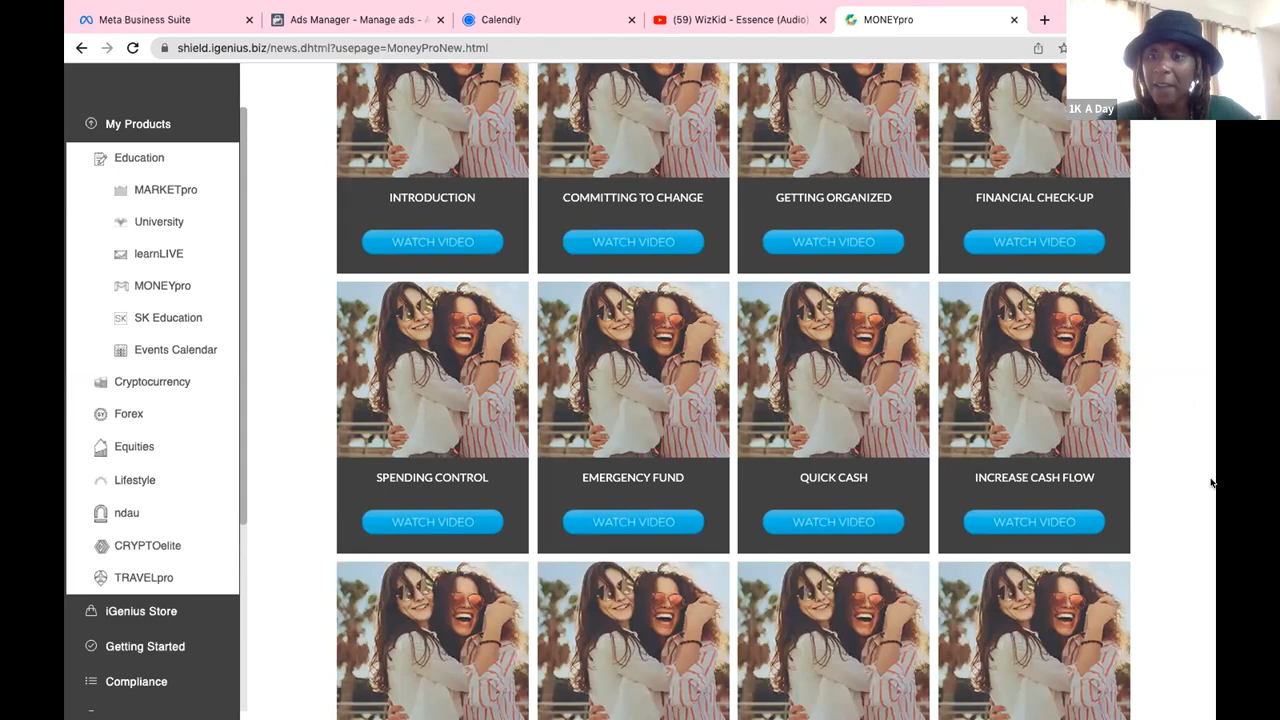 Meta Business Suite
Ads Manager - Manage ads - A
Calendly
(59) WizKid - Essence (Audio)
MONEYpro
shield.igenius.biz/news.dhtml?usepage=MoneyProNew.html
1K A Day
My Products
Education
MARKETpro
University
learnLIVE
MONEYpro
SK
SK Education
Events Calendar
Cryptocurrency
Forex
Equities
Lifestyle
ndau
CRYPTOelite
TRAVELpro
iGenius Store
Getting Started
Compliance
INTRODUCTION
COMMITTING TO CHANGE
GETTING ORGANIZED
FINANCIAL CHECK-UP
WATCH VIDEO
WATCH VIDEO
WATCH VIDEO
WATCH VIDEO
SPENDING CONTROL
EMERGENCY FUND
QUICK CASH
INCREASE CASH FLOW
WATCH VIDEO
WATCH VIDEO
WATCH VIDEO
WATCH VIDEO